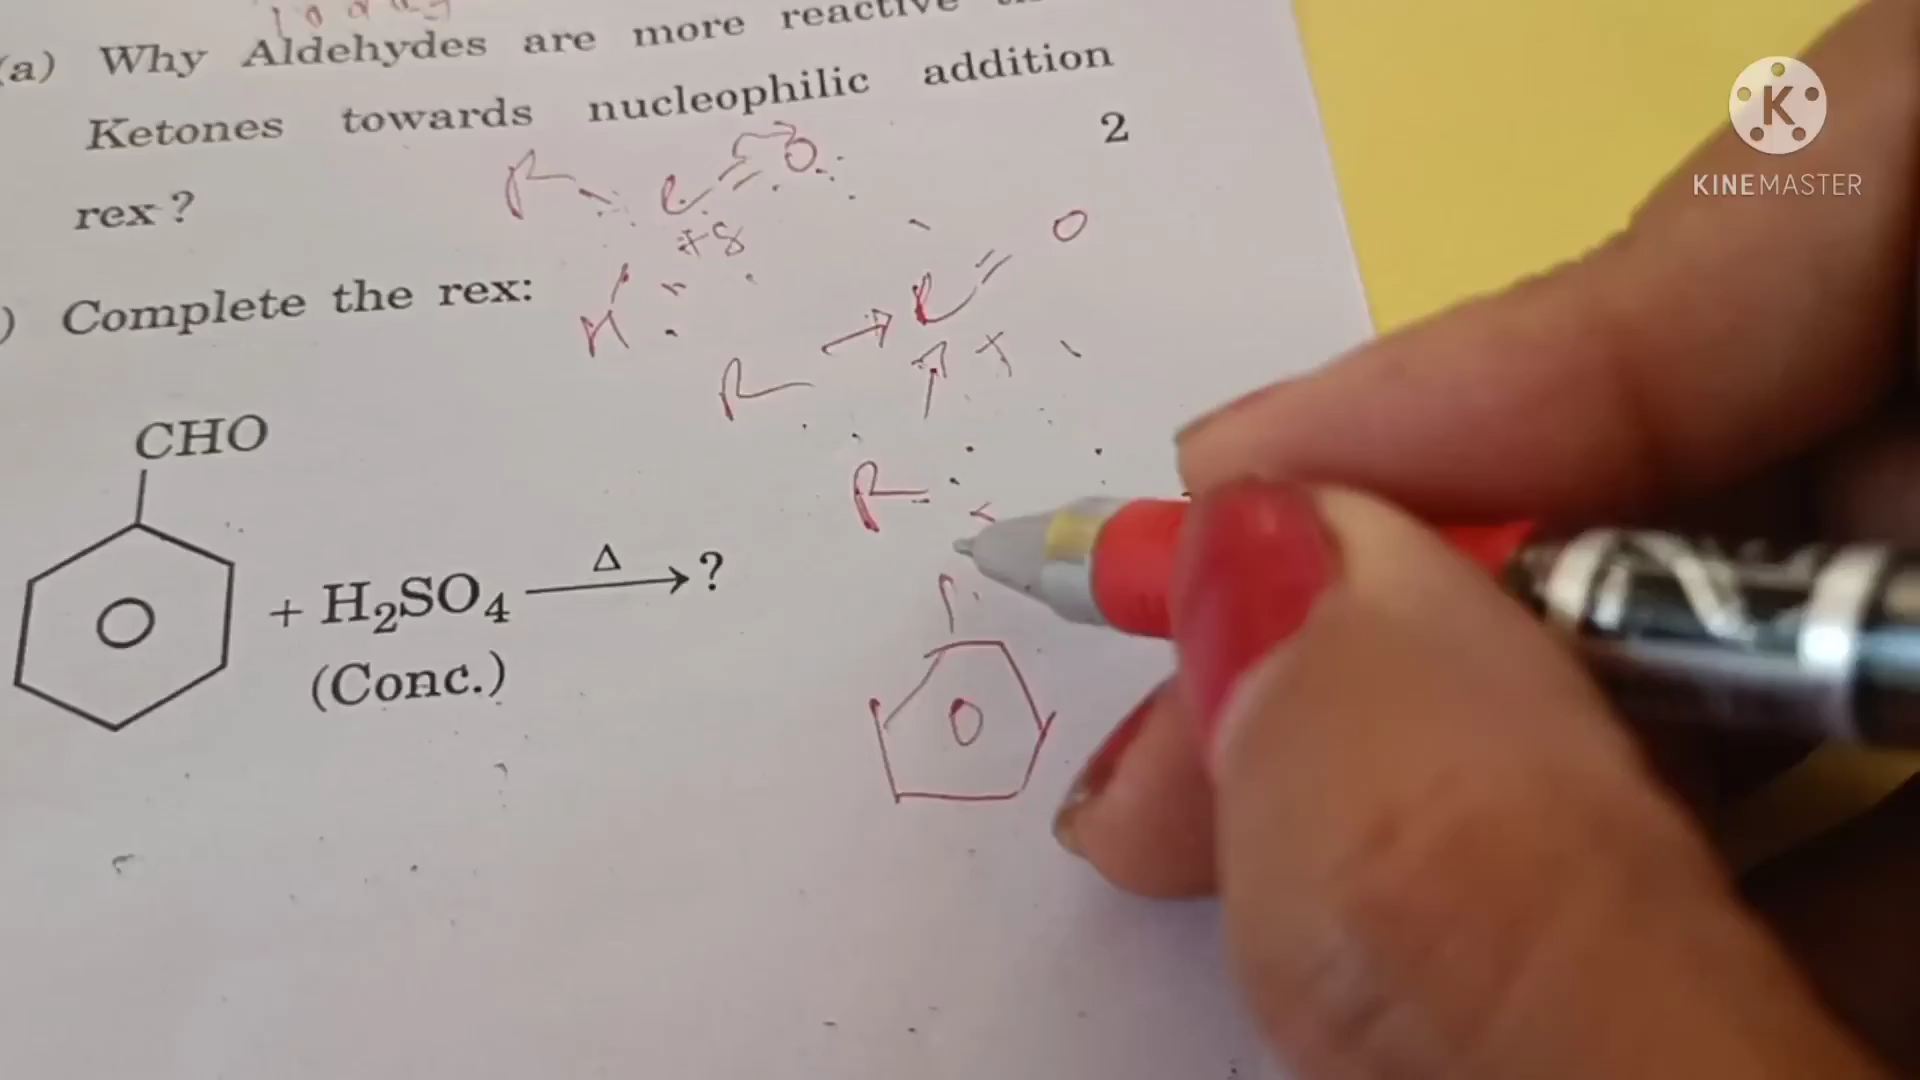 (a) Why Aldehydes are more reactive
Ketones towards nucleophilic addition
rex ?
2
) Complete the rex:
CHO
+ H₂SO₄ Δ → ?
(Conc.)
R C = O
+δ
H
R → C = O
+
R
K
KINEMASTER